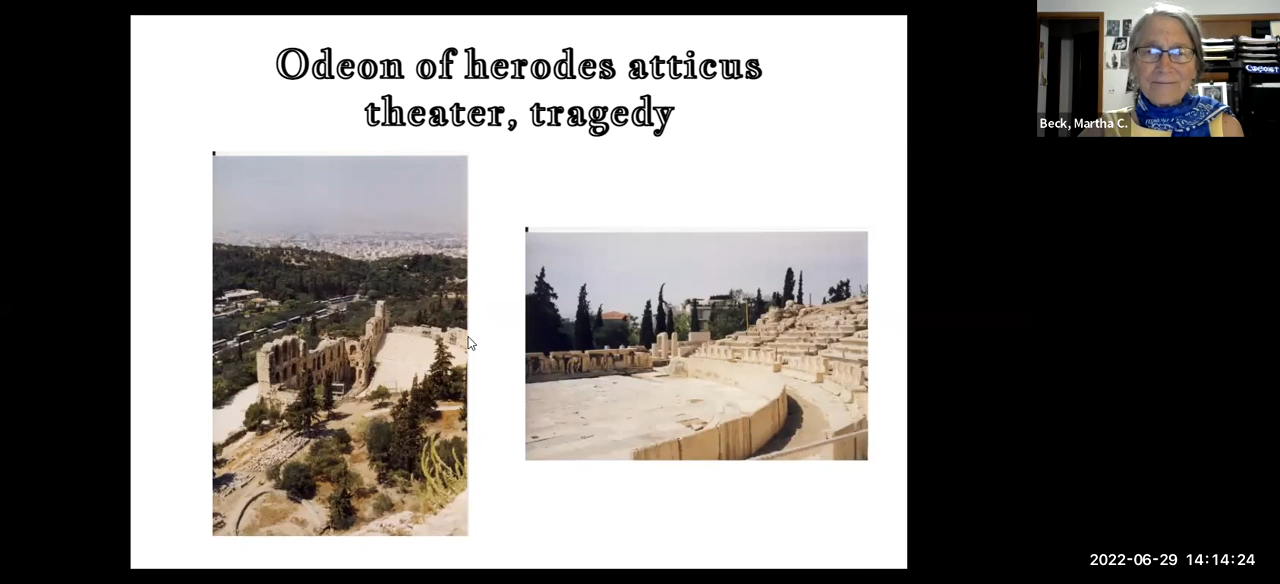 Odeon of herodes atticus
theater, tragedy
Beck, Martha C.
2022-06-29 14:14:24